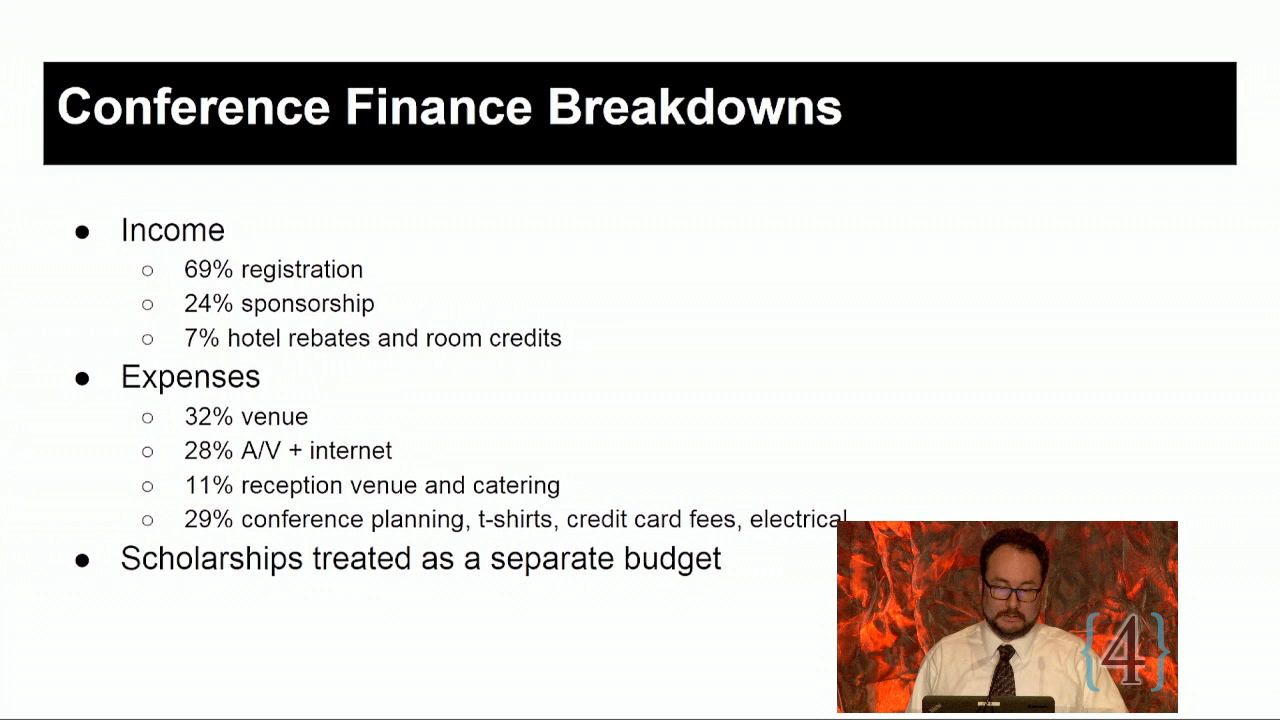 Conference Finance Breakdowns
● Income
○ 69% registration
○ 24% sponsorship
○ 7% hotel rebates and room credits
● Expenses
○ 32% venue
○ 28% A/V + internet
○ 11% reception venue and catering
○ 29% conference planning, t-shirts, credit card fees, electrical
● Scholarships treated as a separate budget
{4}